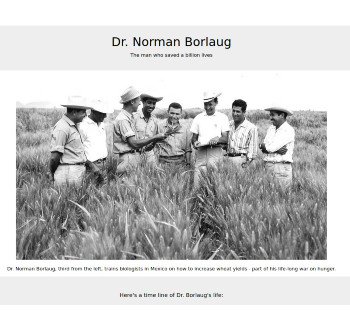 Dr. Norman Borlaug
The man who saved a billion lives
Dr. Norman Borlaug, third from the left, trains biologists in Mexico on how to increase wheat yields - part of his life-long war on hunger.
Here's a time line of Dr. Borlaug's life: